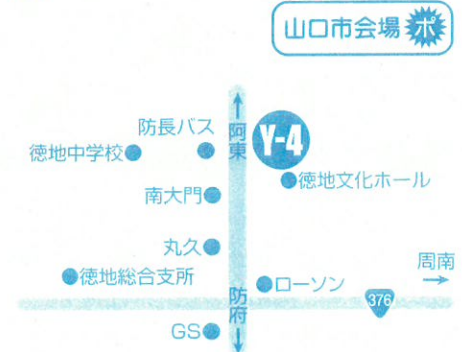 山口市会場 ポ
防長バス
阿東
Y-4
徳地中学校
徳地文化ホール
南大門
丸久
周南
徳地総合支所
ローソン
防府
376
GS